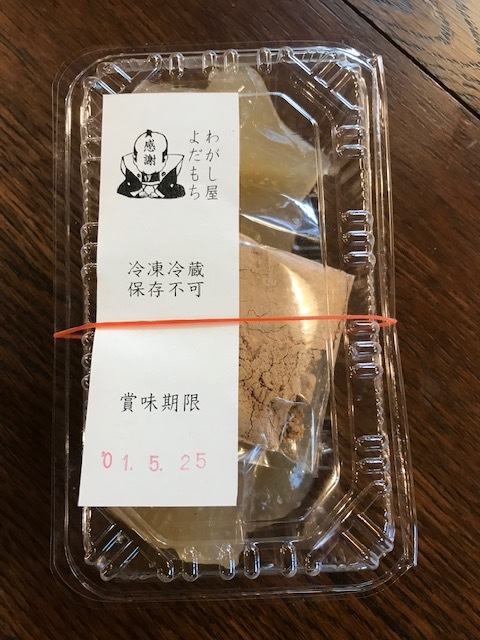 わがし屋
よだもち
感謝
冷凍冷蔵
保存不可
賞味期限
'01.5.25